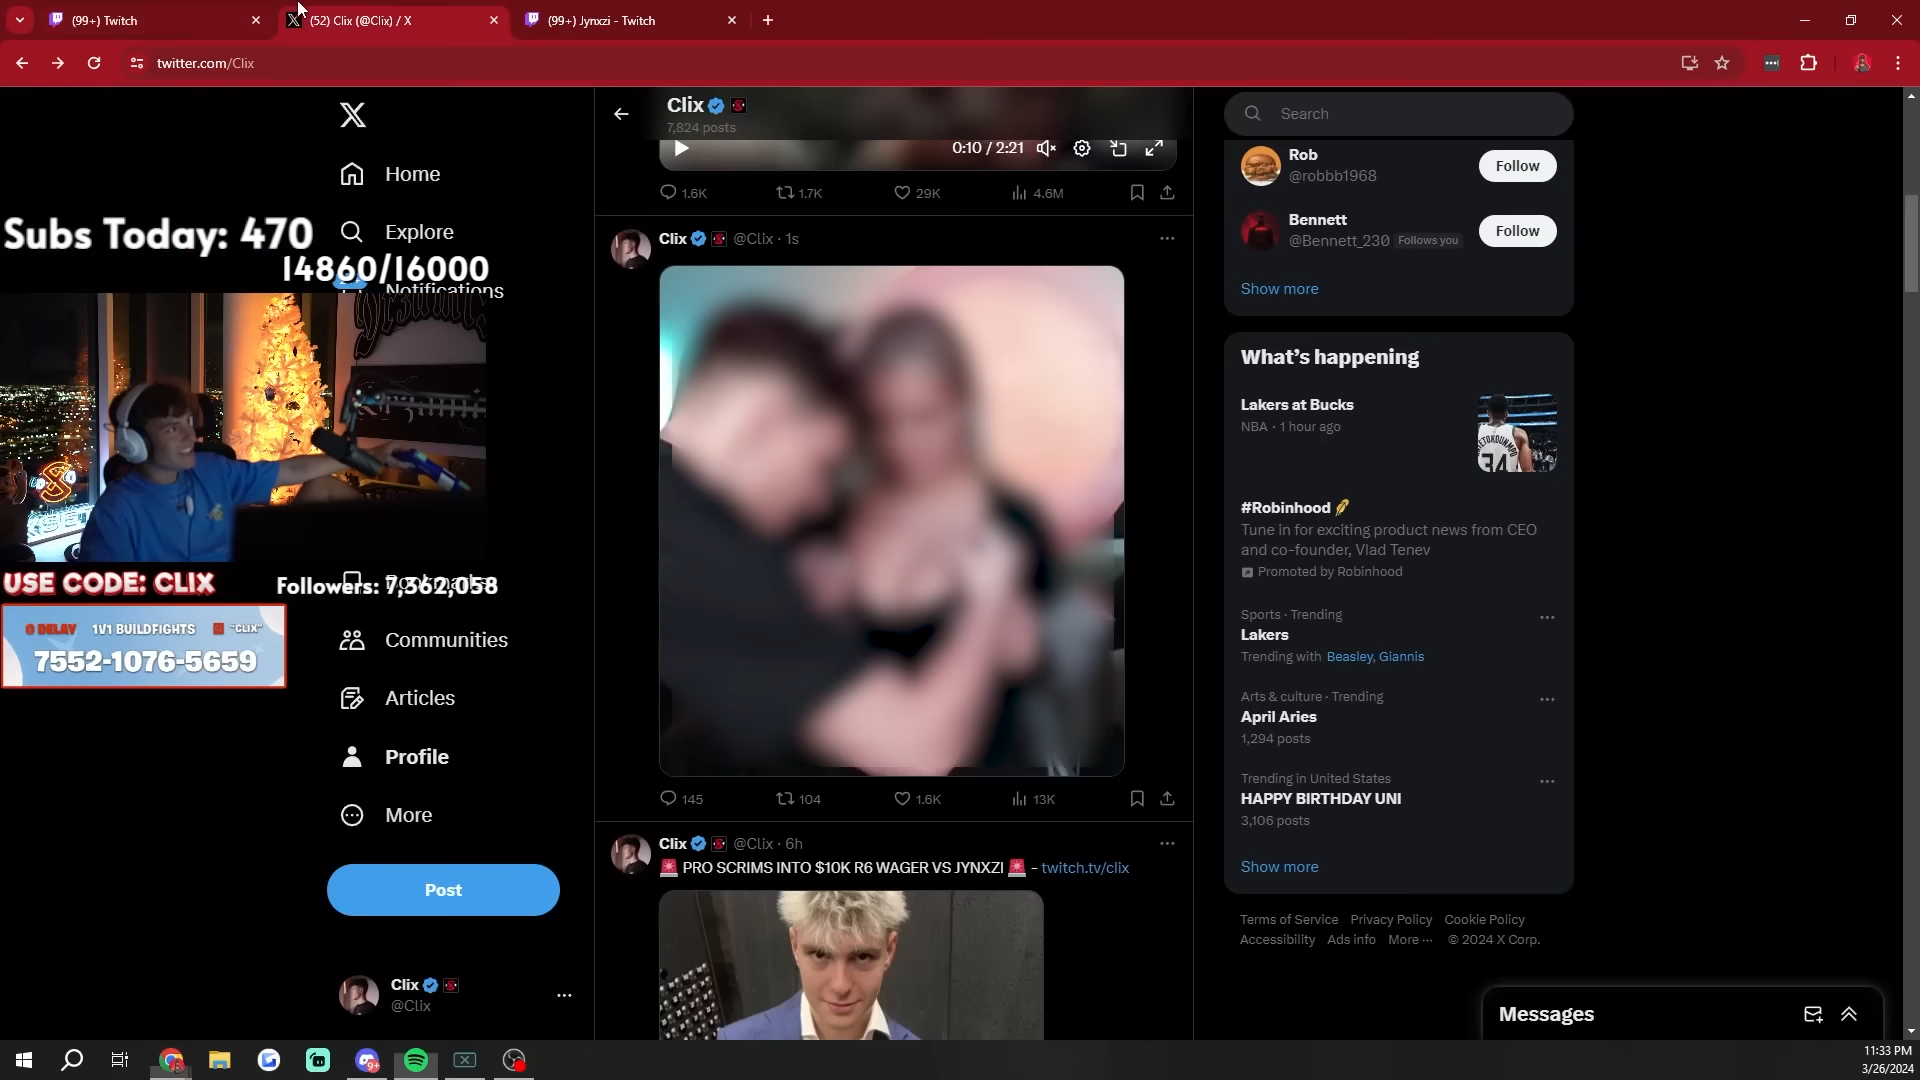 (99+) Twitch
(52) Clix (@Clix) / X
(99+) Jynxzi - Twitch
twitter.com/Clix
Subs Today: 470
14860/16000
USE CODE: CLIX
Followers: 7,362,058
0 DELAY 1V1 BUILDFIGHTS "CLIX"
7552-1076-5659
Home
Explore
Notifications
Communities
Articles
Profile
More
Post
Clix
@Clix
Clix
7,824 posts
0:10 / 2:21
1.6K 1.7K 29K 4.6M
Clix @Clix · 1s
145 104 1.6K 13K
Clix @Clix · 6h
🚨 PRO SCRIMS INTO $10K R6 WAGER VS JYNXZI 🚨 - twitch.tv/clix
Search
Rob
@robbb1968
Follow
Bennett
@Bennett_230 Follows you
Follow
Show more
What's happening
Lakers at Bucks
NBA · 1 hour ago
34
#Robinhood
Tune in for exciting product news from CEO
and co-founder, Vlad Tenev
Promoted by Robinhood
Sports · Trending
Lakers
Trending with Beasley, Giannis
Arts & culture · Trending
April Aries
1,294 posts
Trending in United States
HAPPY BIRTHDAY UNI
3,106 posts
Show more
Terms of Service Privacy Policy Cookie Policy
Accessibility Ads info More ··· © 2024 X Corp.
Messages
11:33 PM
3/26/2024